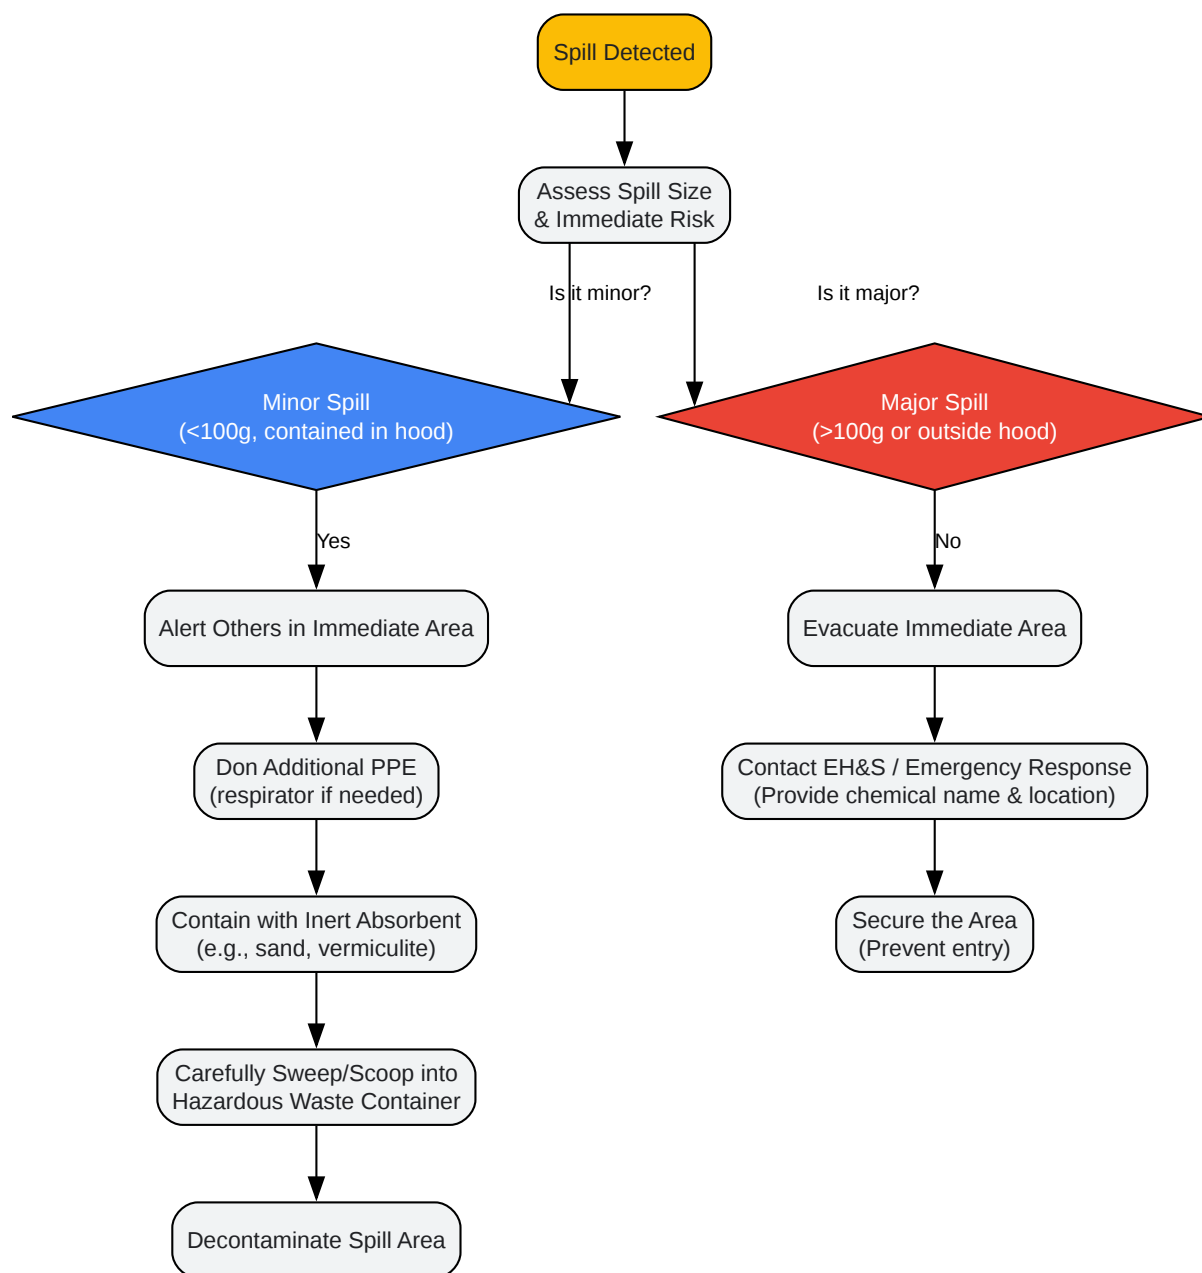 Spill Detected
Assess Spill Size
& Immediate Risk
Is it minor?
Is it major?
Minor Spill
(<100g, contained in hood)
Major Spill
(>100g or outside hood)
Yes
No
Alert Others in Immediate Area
Evacuate Immediate Area
Don Additional PPE
(respirator if needed)
Contact EH&S / Emergency Response
(Provide chemical name & location)
Contain with Inert Absorbent
(e.g., sand, vermiculite)
Secure the Area
(Prevent entry)
Carefully Sweep/Scoop into
Hazardous Waste Container
Decontaminate Spill Area